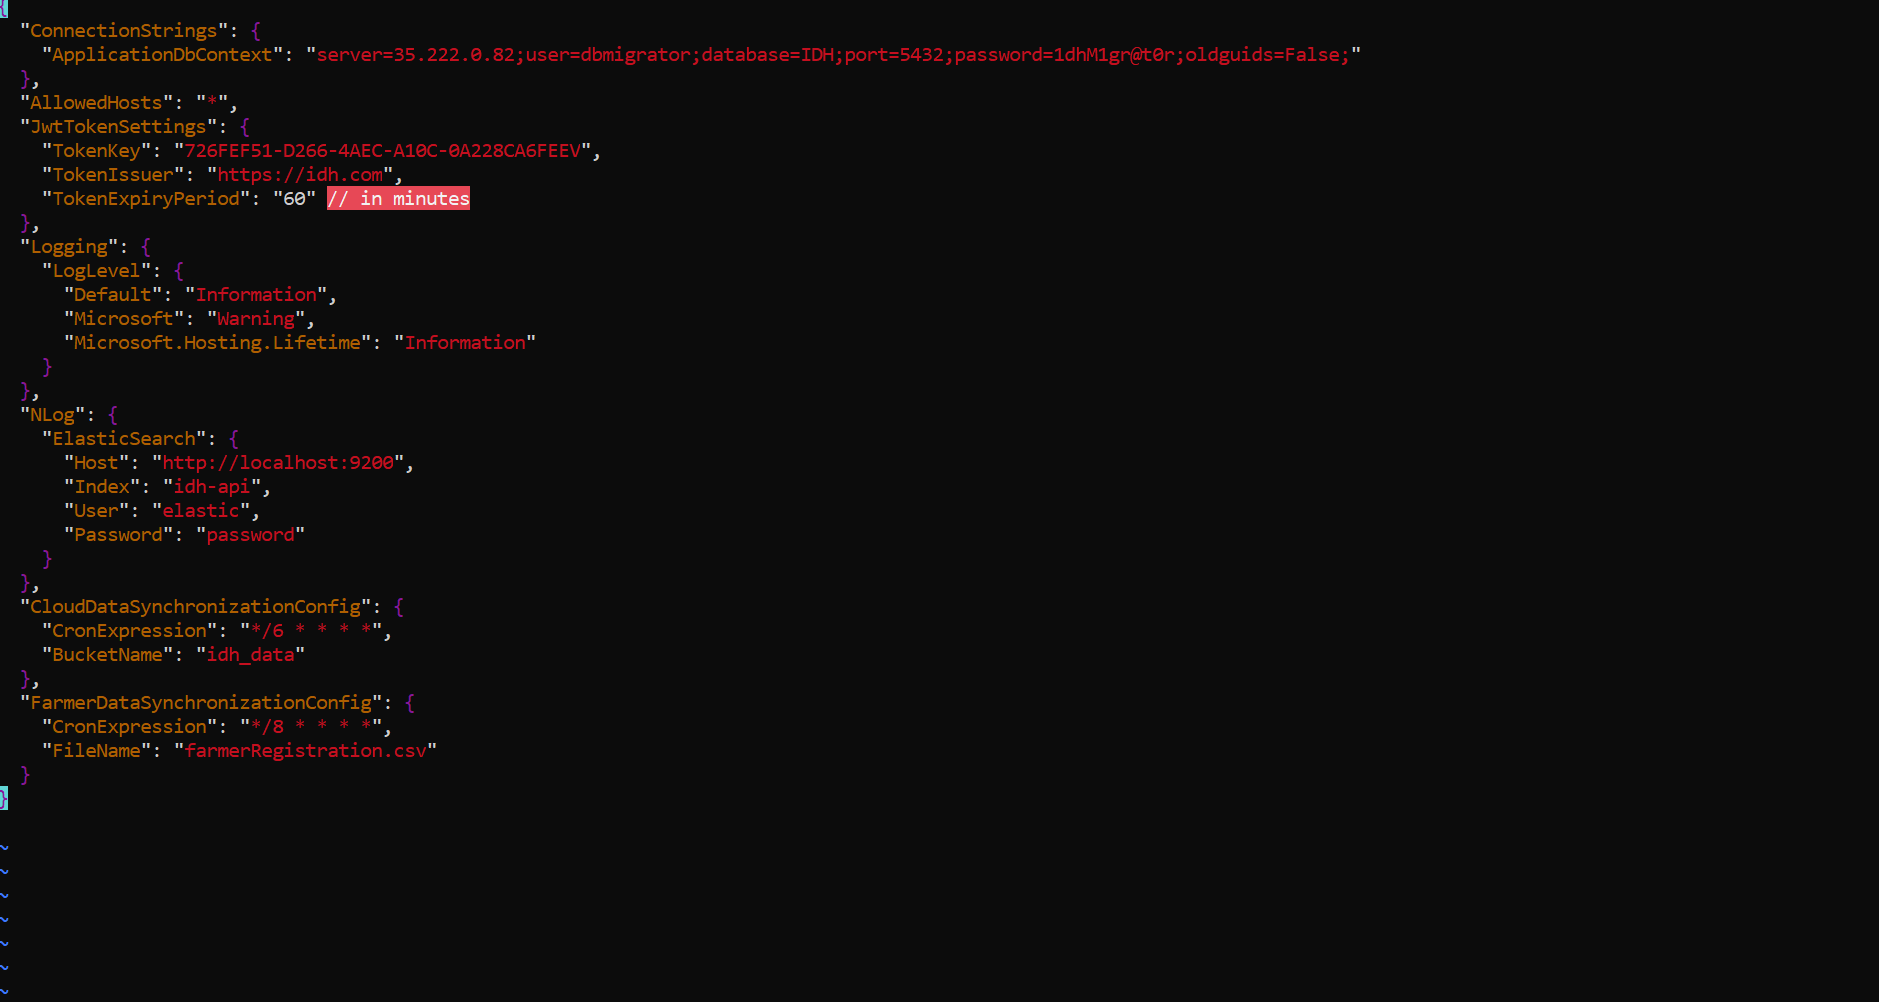 {
  "ConnectionStrings": {
    "ApplicationDbContext": "server=35.222.0.82;user=dbmigrator;database=IDH;port=5432;password=1dhM1gr@t0r;oldguids=False;"
  },
  "AllowedHosts": "*",
  "JwtTokenSettings": {
    "TokenKey": "726FEF51-D266-4AEC-A10C-0A228CA6FEEV",
    "TokenIssuer": "https://idh.com",
    "TokenExpiryPeriod": "60" // in minutes
  },
  "Logging": {
    "LogLevel": {
      "Default": "Information",
      "Microsoft": "Warning",
      "Microsoft.Hosting.Lifetime": "Information"
    }
  },
  "NLog": {
    "ElasticSearch": {
      "Host": "http://localhost:9200",
      "Index": "idh-api",
      "User": "elastic",
      "Password": "password"
    }
  },
  "CloudDataSynchronizationConfig": {
    "CronExpression": "*/6 * * * *",
    "BucketName": "idh_data"
  },
  "FarmerDataSynchronizationConfig": {
    "CronExpression": "*/8 * * * *",
    "FileName": "farmerRegistration.csv"
  }
}
~
~
~
~
~
~
~